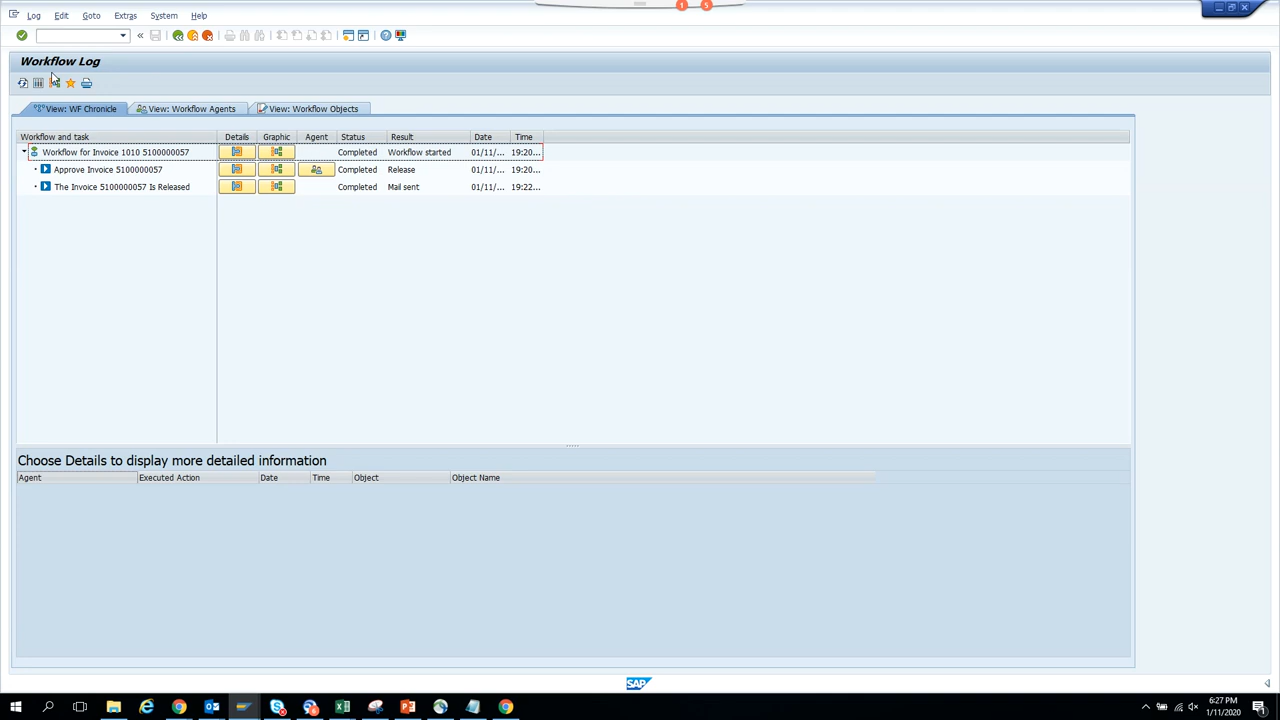 1 5
Log Edit Goto Extras System Help
Workflow Log
View: WF Chronicle View: Workflow Agents View: Workflow Objects
Workflow and task Details Graphic Agent Status Result Date Time
Workflow for Invoice 1010 5100000057 Completed Workflow started 01/11/... 19:20...
Approve Invoice 5100000057 Completed Release 01/11/... 19:20...
The Invoice 5100000057 Is Released Completed Mail sent 01/11/... 19:22...
Choose Details to display more detailed information
Agent Executed Action Date Time Object Object Name
SAP
6:27 PM
1/11/2020